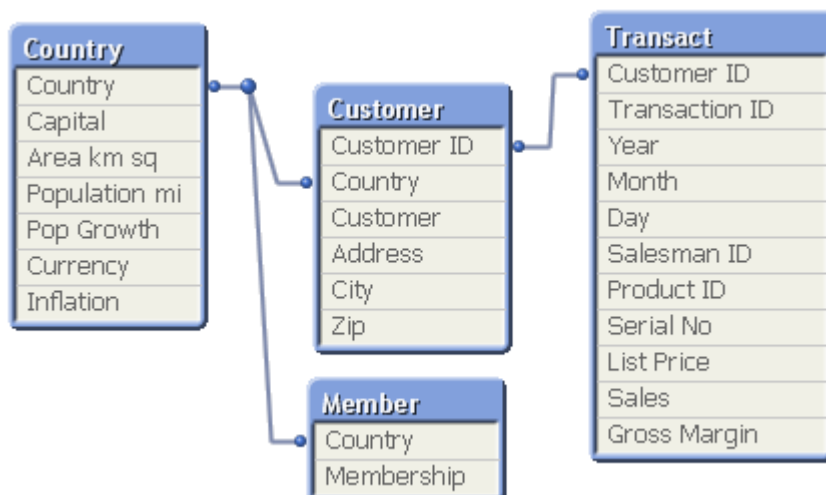 Country
Country
Capital
Area km sq
Population mi
Pop Growth
Currency
Inflation
Customer
Customer ID
Country
Customer
Address
City
Zip
Member
Country
Membership
Transact
Customer ID
Transaction ID
Year
Month
Day
Salesman ID
Product ID
Serial No
List Price
Sales
Gross Margin